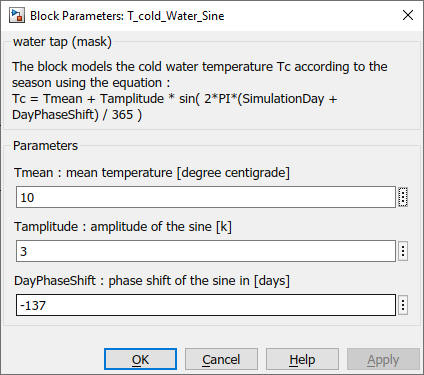 Block Parameters: T_cold_Water_Sine
water tap (mask)
The block models the cold water temperature Tc according to the
season using the equation :
Tc = Tmean + Tamplitude * sin( 2*PI*(SimulationDay +
DayPhaseShift) / 365 )
Parameters
Tmean : mean temperature [degree centigrade]
10
Tamplitude : amplitude of the sine [k]
3
DayPhaseShift : phase shift of the sine in [days]
-137
OK Cancel Help Apply